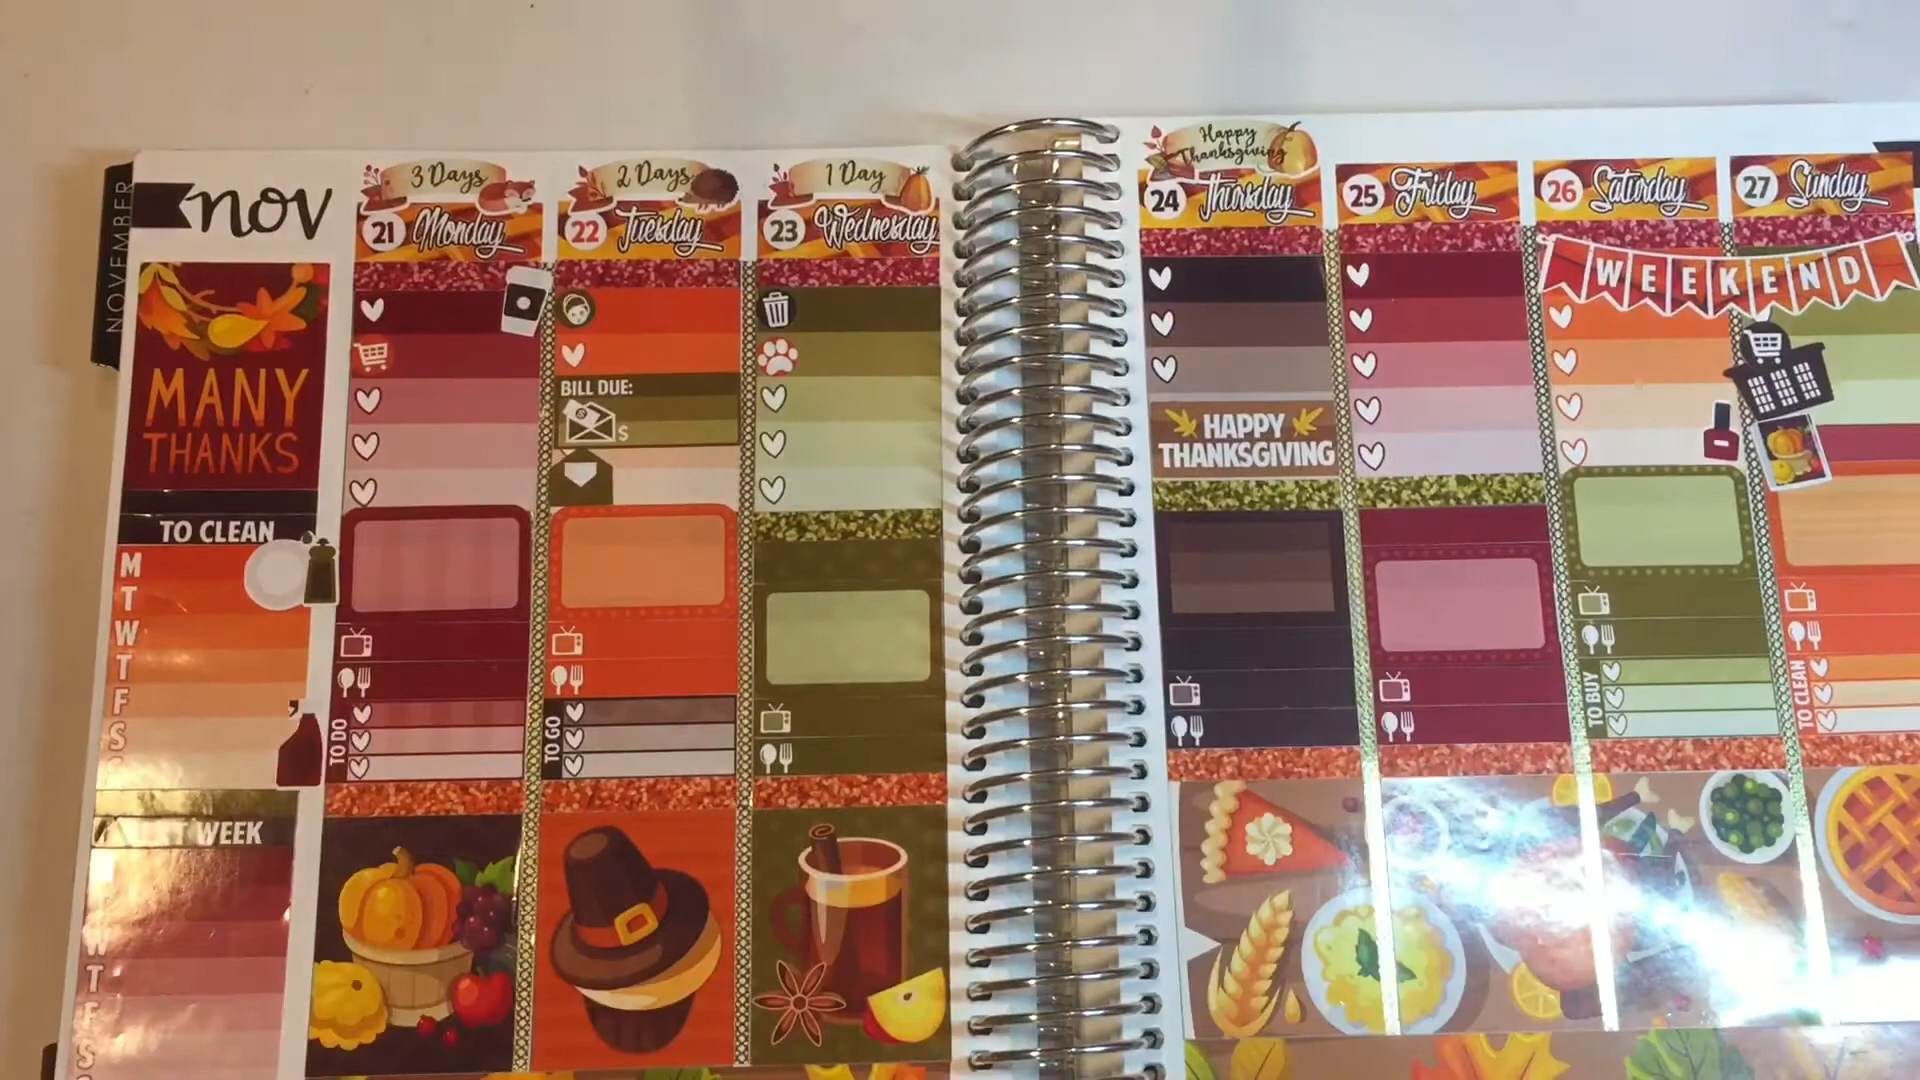 NOVEMBER
nov
MANY
THANKS
TO CLEAN
M
T
W
T
F
S
WEEK
W
T
F
S
3 Days
21 Monday
TO DO
2 Days
22 Tuesday
BILL DUE:
$
TO GO
1 Day
23 Wednesday
Happy
Thanksgiving
24 Thursday
HAPPY
THANKSGIVING
25 Friday
26 Saturday
27 Sunday
WEEKEND
TO BUY
TO CLEAN